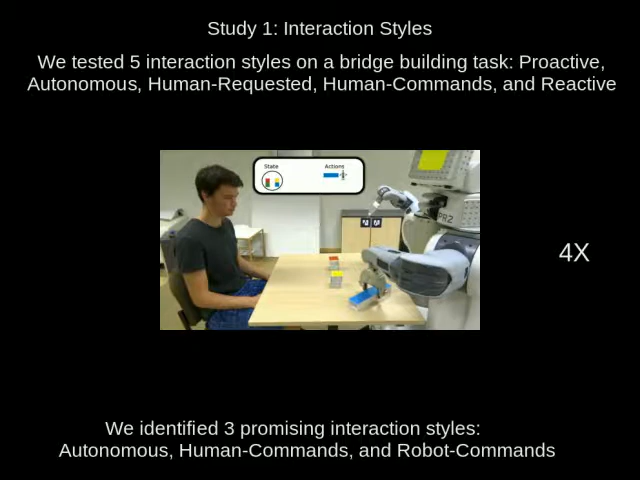 Study 1: Interaction Styles
We tested 5 interaction styles on a bridge building task: Proactive,
Autonomous, Human-Requested, Human-Commands, and Reactive
State
Actions
PR2
4X
We identified 3 promising interaction styles:
Autonomous, Human-Commands, and Robot-Commands